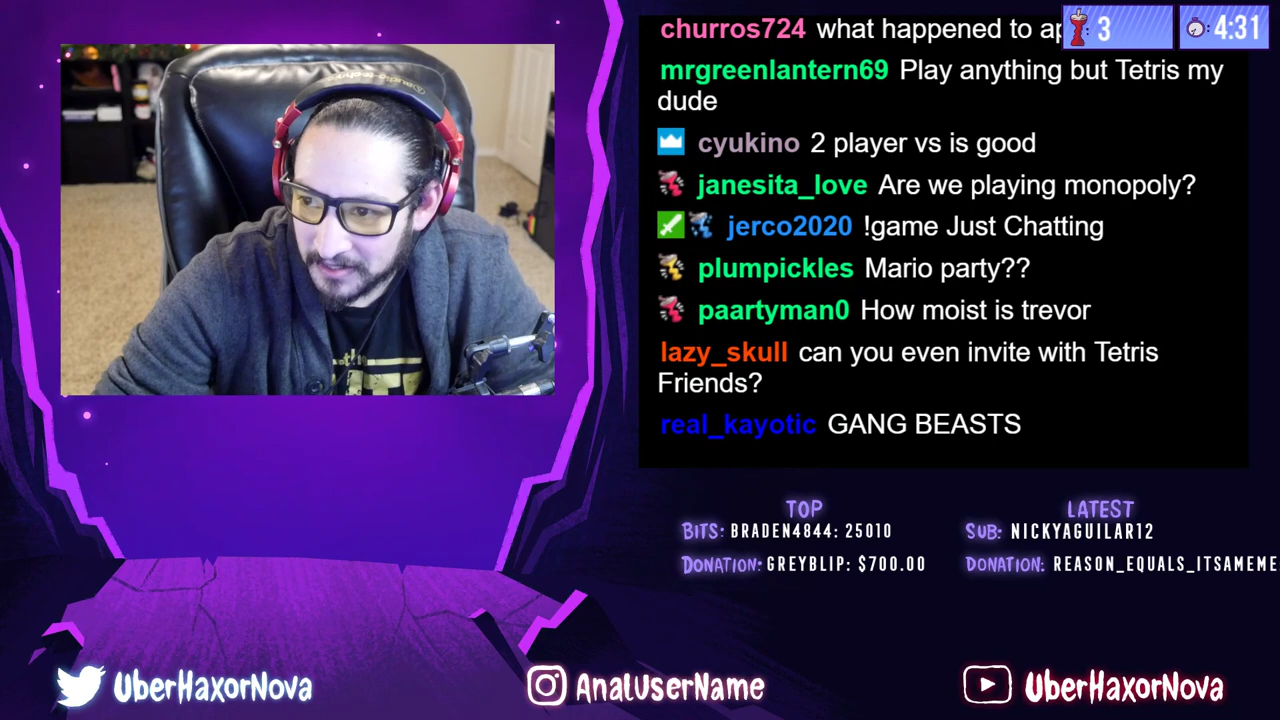 churros724 what happened to ap
3
4:31
mrgreenlantern69 Play anything but Tetris my
dude
cyukino 2 player vs is good
janesita_love Are we playing monopoly?
jerco2020 !game Just Chatting
plumpickles Mario party??
paartyman0 How moist is trevor
lazy_skull can you even invite with Tetris
Friends?
real_kayotic GANG BEASTS
audio-technica
TOP
BITS: BRADEN4844: 25010
DONATION: GREYBLIP: $700.00
LATEST
SUB: NICKYAGUILAR12
DONATION: REASON_EQUALS_ITSAMEME
UberHaxorNova
AnalUserName
UberHaxorNova